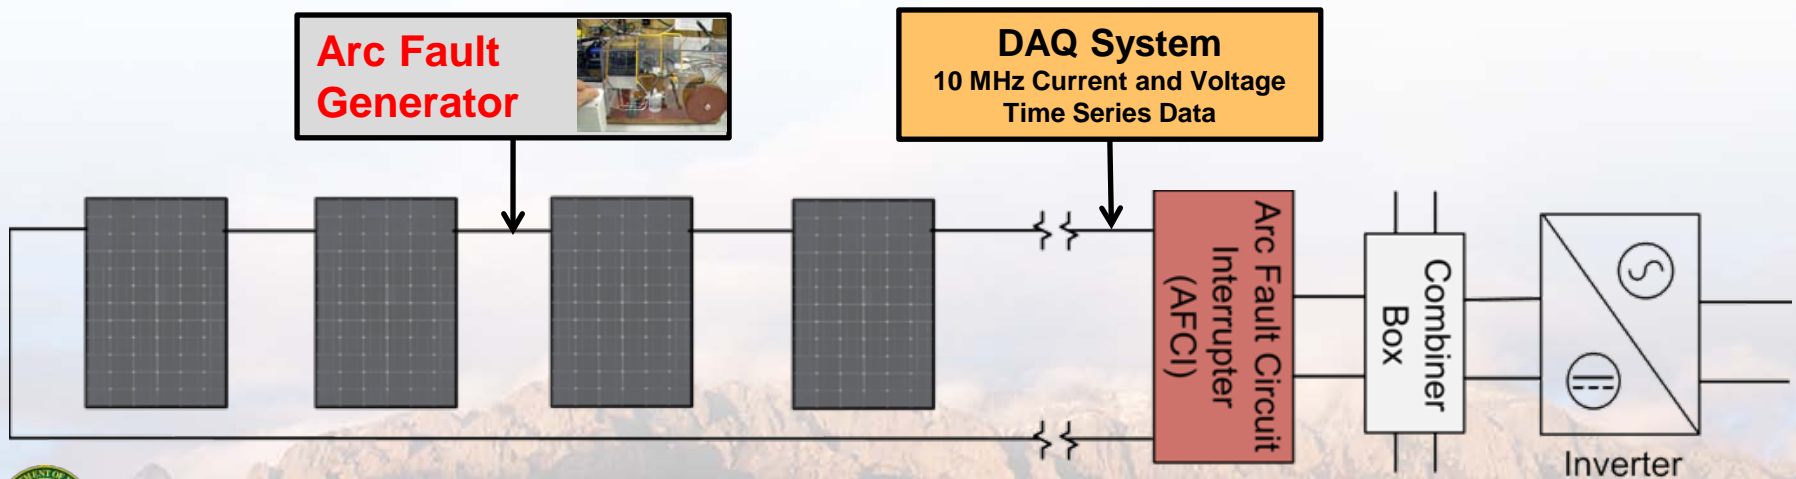 Arc Fault
Generator
DAQ System
10 MHz Current and Voltage
Time Series Data
Arc Fault Circuit
Interrupter
(AFCI)
Combiner
Box
Inverter